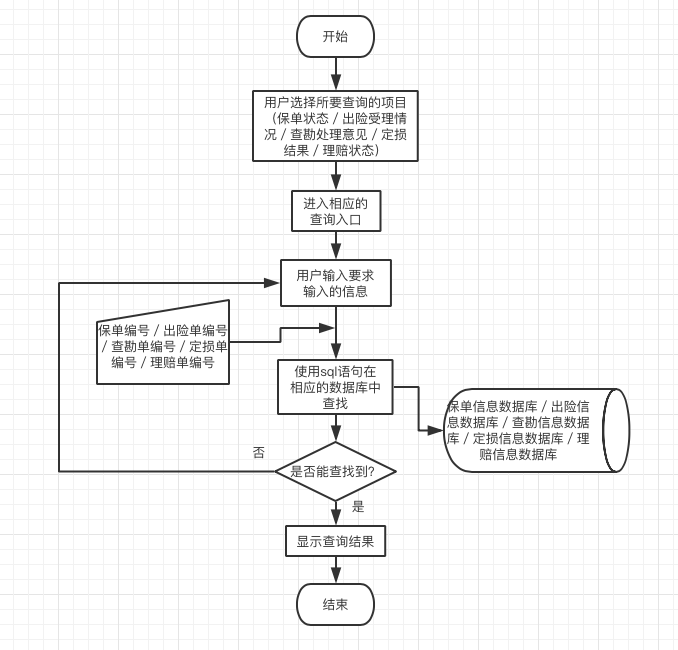 开始
用户选择所要查询的项目
（保单状态 / 出险受理情
况 / 查勘处理意见 / 定损
结果 / 理赔状态）
进入相应的
查询入口
用户输入要求
输入的信息
保单编号 / 出险单编号
/ 查勘单编号 / 定损单
编号 / 理赔单编号
使用sql语句在
相应的数据库中
查找
保单信息数据库 / 出险信
息数据库 / 查勘信息数据
库 / 定损信息数据库 / 理
赔信息数据库
否
是否能查找到?
是
显示查询结果
结束